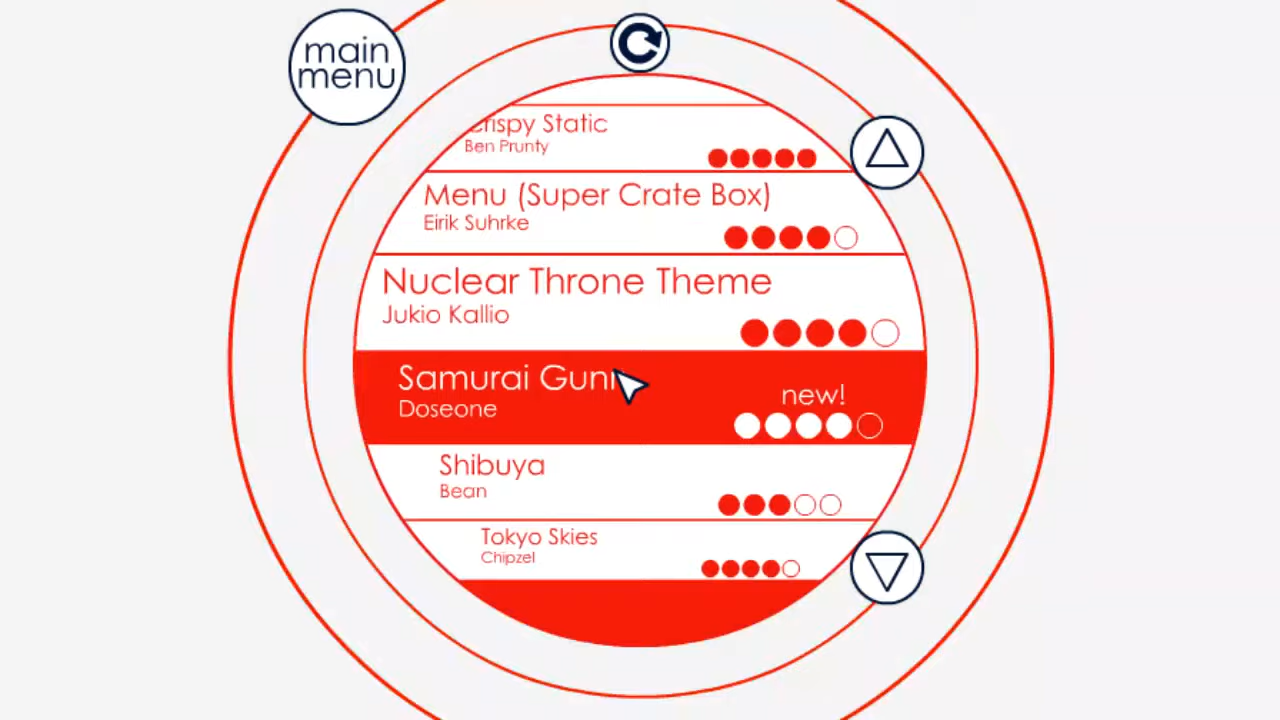 main
menu
Crispy Static
Ben Prunty
Menu (Super Crate Box)
Eirik Suhrke
Nuclear Throne Theme
Jukio Kallio
Samurai Gunn
Doseone
new!
Shibuya
Bean
Tokyo Skies
Chipzel